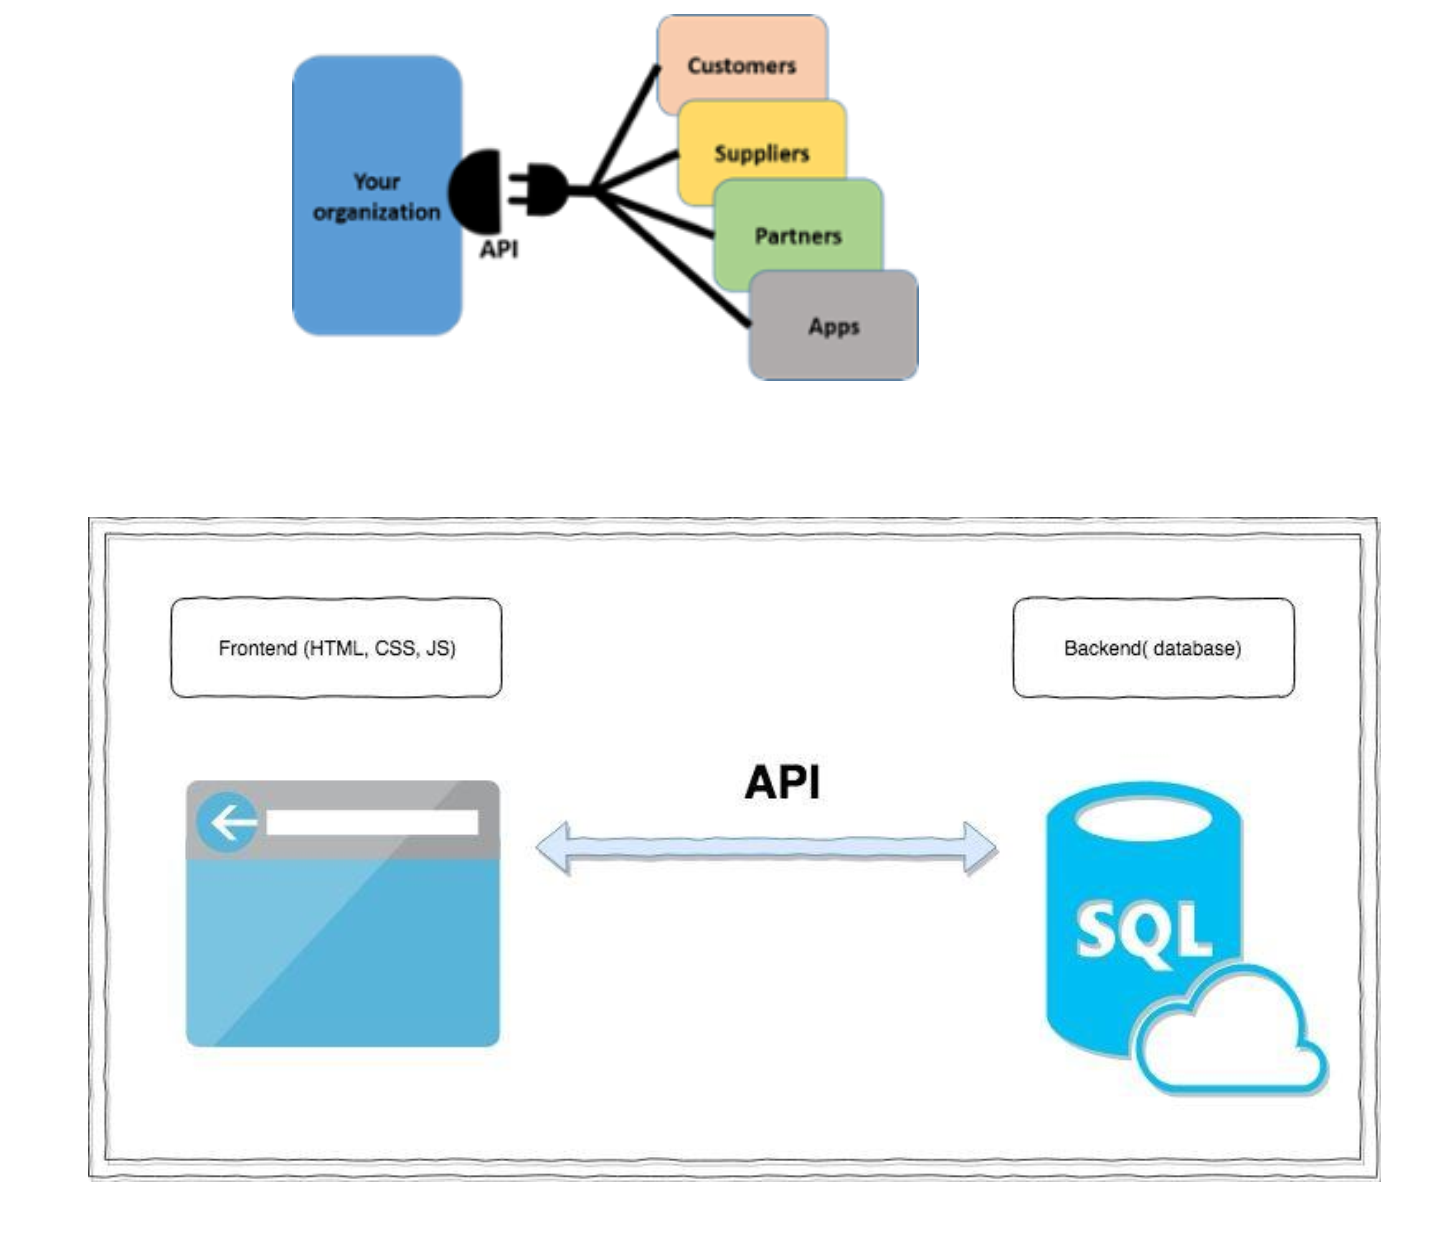 Customers
Suppliers
Your
organization
Partners
API
Apps
Frontend (HTML, CSS, JS)
Backend( database)
API
SQL